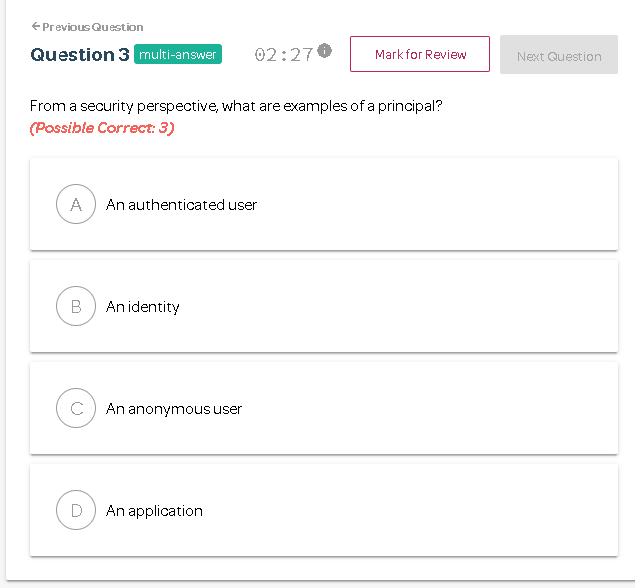 ←Previous Question
Question 3 multi-answer 02:27 i Mark for Review Next Question
From a security perspective, what are examples of a principal?
(Possible Correct: 3)
A An authenticated user
B An identity
C An anonymous user
D An application